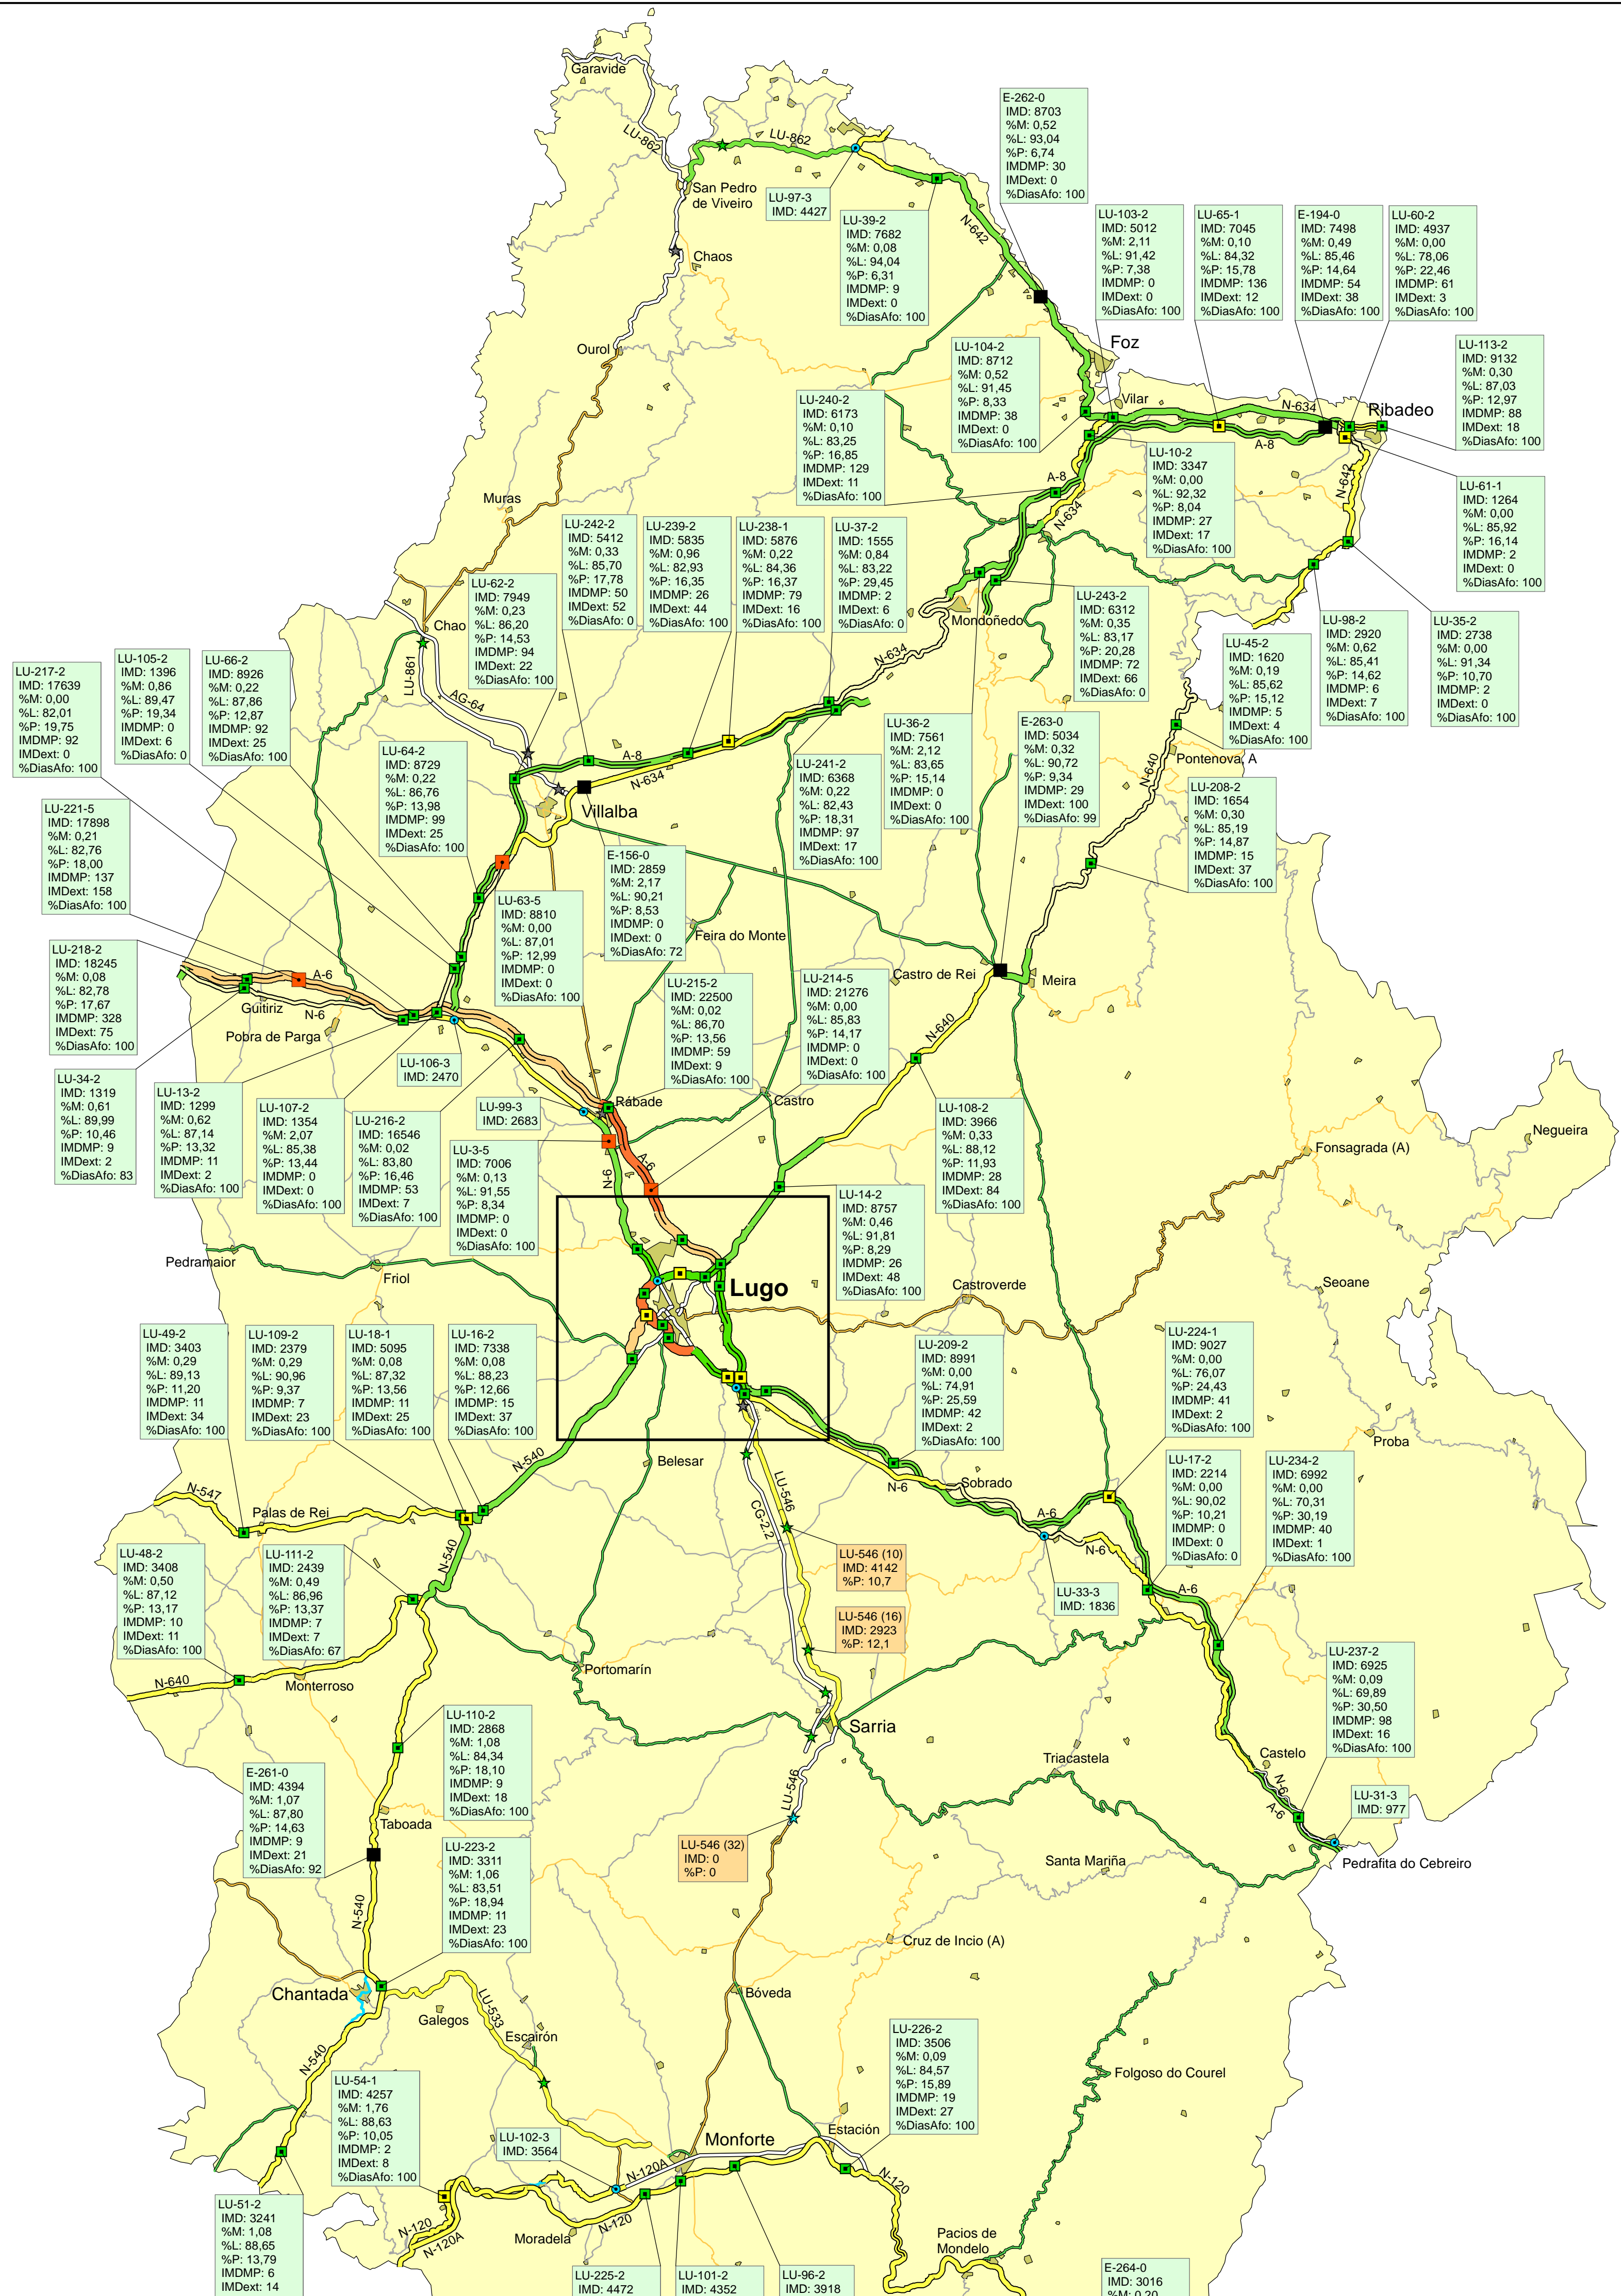 Garavide
LU-862
LU-862
San Pedro
de Viveiro
Chaos
Ourol
Muras
Chao
LU-861
AG-64
E-262-0
IMD: 8703
%M: 0,52
%L: 93,04
%P: 6,74
IMDMP: 30
IMDext: 0
%DiasAfo: 100
LU-97-3
IMD: 4427
LU-39-2
IMD: 7682
%M: 0,08
%L: 94,04
%P: 6,31
IMDMP: 9
IMDext: 0
%DiasAfo: 100
N-642
LU-103-2
IMD: 5012
%M: 2,11
%L: 91,42
%P: 7,38
IMDMP: 0
IMDext: 0
%DiasAfo: 100
LU-65-1
IMD: 7045
%M: 0,10
%L: 84,32
%P: 15,78
IMDMP: 136
IMDext: 12
%DiasAfo: 100
E-194-0
IMD: 7498
%M: 0,49
%L: 85,46
%P: 14,64
IMDMP: 54
IMDext: 38
%DiasAfo: 100
LU-60-2
IMD: 4937
%M: 0,00
%L: 78,06
%P: 22,46
IMDMP: 61
IMDext: 3
%DiasAfo: 100
LU-113-2
IMD: 9132
%M: 0,30
%L: 87,03
%P: 12,97
IMDMP: 88
IMDext: 18
%DiasAfo: 100
Foz
Vilar
N-634
Ribadeo
A-8
N-642
LU-104-2
IMD: 8712
%M: 0,52
%L: 91,45
%P: 8,33
IMDMP: 38
IMDext: 0
%DiasAfo: 100
LU-240-2
IMD: 6173
%M: 0,10
%L: 83,25
%P: 16,85
IMDMP: 129
IMDext: 11
%DiasAfo: 100
A-8
N-634
LU-10-2
IMD: 3347
%M: 0,00
%L: 92,32
%P: 8,04
IMDMP: 27
IMDext: 17
%DiasAfo: 100
LU-61-1
IMD: 1264
%M: 0,00
%L: 85,92
%P: 16,14
IMDMP: 2
IMDext: 0
%DiasAfo: 100
LU-242-2
IMD: 5412
%M: 0,33
%L: 85,70
%P: 17,78
IMDMP: 50
IMDext: 52
%DiasAfo: 0
LU-239-2
IMD: 5835
%M: 0,96
%L: 82,93
%P: 16,35
IMDMP: 26
IMDext: 44
%DiasAfo: 100
LU-238-1
IMD: 5876
%M: 0,22
%L: 84,36
%P: 16,37
IMDMP: 79
IMDext: 16
%DiasAfo: 100
LU-37-2
IMD: 1555
%M: 0,84
%L: 83,22
%P: 29,45
IMDMP: 2
IMDext: 6
%DiasAfo: 0
LU-62-2
IMD: 7949
%M: 0,23
%L: 86,20
%P: 14,53
IMDMP: 94
IMDext: 22
%DiasAfo: 100
Mondoñedo
N-634
LU-243-2
IMD: 6312
%M: 0,35
%L: 83,17
%P: 20,28
IMDMP: 72
IMDext: 66
%DiasAfo: 0
LU-98-2
IMD: 2920
%M: 0,62
%L: 85,41
%P: 14,62
IMDMP: 6
IMDext: 7
%DiasAfo: 100
LU-35-2
IMD: 2738
%M: 0,00
%L: 91,34
%P: 10,70
IMDMP: 2
IMDext: 0
%DiasAfo: 100
LU-45-2
IMD: 1620
%M: 0,19
%L: 85,62
%P: 15,12
IMDMP: 5
IMDext: 4
%DiasAfo: 100
LU-217-2
IMD: 17639
%M: 0,00
%L: 82,01
%P: 19,75
IMDMP: 92
IMDext: 0
%DiasAfo: 100
LU-105-2
IMD: 1396
%M: 0,86
%L: 89,47
%P: 19,34
IMDMP: 0
IMDext: 6
%DiasAfo: 0
LU-66-2
IMD: 8926
%M: 0,22
%L: 87,86
%P: 12,87
IMDMP: 92
IMDext: 25
%DiasAfo: 100
LU-64-2
IMD: 8729
%M: 0,22
%L: 86,76
%P: 13,98
IMDMP: 99
IMDext: 25
%DiasAfo: 100
A-8
N-634
Villalba
LU-241-2
IMD: 6368
%M: 0,22
%L: 82,43
%P: 18,31
IMDMP: 97
IMDext: 17
%DiasAfo: 100
LU-36-2
IMD: 7561
%M: 2,12
%L: 83,65
%P: 15,14
IMDMP: 0
IMDext: 0
%DiasAfo: 100
E-263-0
IMD: 5034
%M: 0,32
%L: 90,72
%P: 9,34
IMDMP: 29
IMDext: 100
%DiasAfo: 99
Pontenova, A
N-640
LU-208-2
IMD: 1654
%M: 0,30
%L: 85,19
%P: 14,87
IMDMP: 15
IMDext: 37
%DiasAfo: 100
LU-221-5
IMD: 17898
%M: 0,21
%L: 82,76
%P: 18,00
IMDMP: 137
IMDext: 158
%DiasAfo: 100
E-156-0
IMD: 2859
%M: 2,17
%L: 90,21
%P: 8,53
IMDMP: 0
IMDext: 0
%DiasAfo: 72
LU-63-5
IMD: 8810
%M: 0,00
%L: 87,01
%P: 12,99
IMDMP: 0
IMDext: 0
%DiasAfo: 100
Feira do Monte
LU-218-2
IMD: 18245
%M: 0,08
%L: 82,78
%P: 17,67
IMDMP: 328
IMDext: 75
%DiasAfo: 100
A-6
Guitiriz
N-6
Pobra de Parga
LU-215-2
IMD: 22500
%M: 0,02
%L: 86,70
%P: 13,56
IMDMP: 59
IMDext: 9
%DiasAfo: 100
LU-214-5
IMD: 21276
%M: 0,00
%L: 85,83
%P: 14,17
IMDMP: 0
IMDext: 0
%DiasAfo: 100
Castro de Rei
Meira
N-640
LU-106-3
IMD: 2470
LU-34-2
IMD: 1319
%M: 0,61
%L: 89,99
%P: 10,46
IMDMP: 9
IMDext: 2
%DiasAfo: 83
LU-13-2
IMD: 1299
%M: 0,62
%L: 87,14
%P: 13,32
IMDMP: 11
IMDext: 2
%DiasAfo: 100
LU-107-2
IMD: 1354
%M: 2,07
%L: 85,38
%P: 13,44
IMDMP: 0
IMDext: 0
%DiasAfo: 100
LU-216-2
IMD: 16546
%M: 0,02
%L: 83,80
%P: 16,46
IMDMP: 53
IMDext: 7
%DiasAfo: 100
LU-99-3
IMD: 2683
Rábade
Castro
LU-3-5
IMD: 7006
%M: 0,13
%L: 91,55
%P: 8,34
IMDMP: 0
IMDext: 0
%DiasAfo: 100
N-6
A-6
LU-108-2
IMD: 3966
%M: 0,33
%L: 88,12
%P: 11,93
IMDMP: 28
IMDext: 84
%DiasAfo: 100
Negueira
Fonsagrada (A)
LU-14-2
IMD: 8757
%M: 0,46
%L: 91,81
%P: 8,29
IMDMP: 26
IMDext: 48
%DiasAfo: 100
Pedramaior
Friol
Lugo
Castroverde
Seoane
LU-49-2
IMD: 3403
%M: 0,29
%L: 89,13
%P: 11,20
IMDMP: 11
IMDext: 34
%DiasAfo: 100
LU-109-2
IMD: 2379
%M: 0,29
%L: 90,96
%P: 9,37
IMDMP: 7
IMDext: 23
%DiasAfo: 100
LU-18-1
IMD: 5095
%M: 0,08
%L: 87,32
%P: 13,56
IMDMP: 11
IMDext: 25
%DiasAfo: 100
LU-16-2
IMD: 7338
%M: 0,08
%L: 88,23
%P: 12,66
IMDMP: 15
IMDext: 37
%DiasAfo: 100
LU-209-2
IMD: 8991
%M: 0,00
%L: 74,91
%P: 25,59
IMDMP: 42
IMDext: 2
%DiasAfo: 100
LU-224-1
IMD: 9027
%M: 0,00
%L: 76,07
%P: 24,43
IMDMP: 41
IMDext: 2
%DiasAfo: 100
Proba
N-540
Belesar
LU-546
CG-2.2
N-6
Sobrado
A-6
N-6
LU-17-2
IMD: 2214
%M: 0,00
%L: 90,02
%P: 10,21
IMDMP: 0
IMDext: 0
%DiasAfo: 0
LU-234-2
IMD: 6992
%M: 0,00
%L: 70,31
%P: 30,19
IMDMP: 40
IMDext: 1
%DiasAfo: 100
N-547
Palas de Rei
N-540
LU-48-2
IMD: 3408
%M: 0,50
%L: 87,12
%P: 13,17
IMDMP: 10
IMDext: 11
%DiasAfo: 100
LU-111-2
IMD: 2439
%M: 0,49
%L: 86,96
%P: 13,37
IMDMP: 7
IMDext: 7
%DiasAfo: 67
LU-546 (10)
IMD: 4142
%P: 10,7
LU-33-3
IMD: 1836
A-6
LU-546 (16)
IMD: 2923
%P: 12,1
N-640
Monterroso
Portomarín
LU-237-2
IMD: 6925
%M: 0,09
%L: 69,89
%P: 30,50
IMDMP: 98
IMDext: 16
%DiasAfo: 100
LU-110-2
IMD: 2868
%M: 1,08
%L: 84,34
%P: 18,10
IMDMP: 9
IMDext: 18
%DiasAfo: 100
Sarria
Triacastela
Castelo
N-6
A-6
LU-31-3
IMD: 977
Pedrafita do Cebreiro
E-261-0
IMD: 4394
%M: 1,07
%L: 87,80
%P: 14,63
IMDMP: 9
IMDext: 21
%DiasAfo: 92
Taboada
LU-546
LU-546 (32)
IMD: 0
%P: 0
Santa Mariña
LU-223-2
IMD: 3311
%M: 1,06
%L: 83,51
%P: 18,94
IMDMP: 11
IMDext: 23
%DiasAfo: 100
N-540
Cruz de Incio (A)
Chantada
Galegos
LU-533
Escairón
Bóveda
N-540
LU-226-2
IMD: 3506
%M: 0,09
%L: 84,57
%P: 15,89
IMDMP: 19
IMDext: 27
%DiasAfo: 100
Folgoso do Courel
LU-54-1
IMD: 4257
%M: 1,76
%L: 88,63
%P: 10,05
IMDMP: 2
IMDext: 8
%DiasAfo: 100
LU-102-3
IMD: 3564
Monforte
Estación
N-120A
N-120
LU-51-2
IMD: 3241
%M: 1,08
%L: 88,65
%P: 13,79
IMDMP: 6
IMDext: 14
N-120
N-120A
Moradela
N-120
Pacios de
Mondelo
LU-225-2
IMD: 4472
LU-101-2
IMD: 4352
LU-96-2
IMD: 3918
E-264-0
IMD: 3016
%M: 0,20